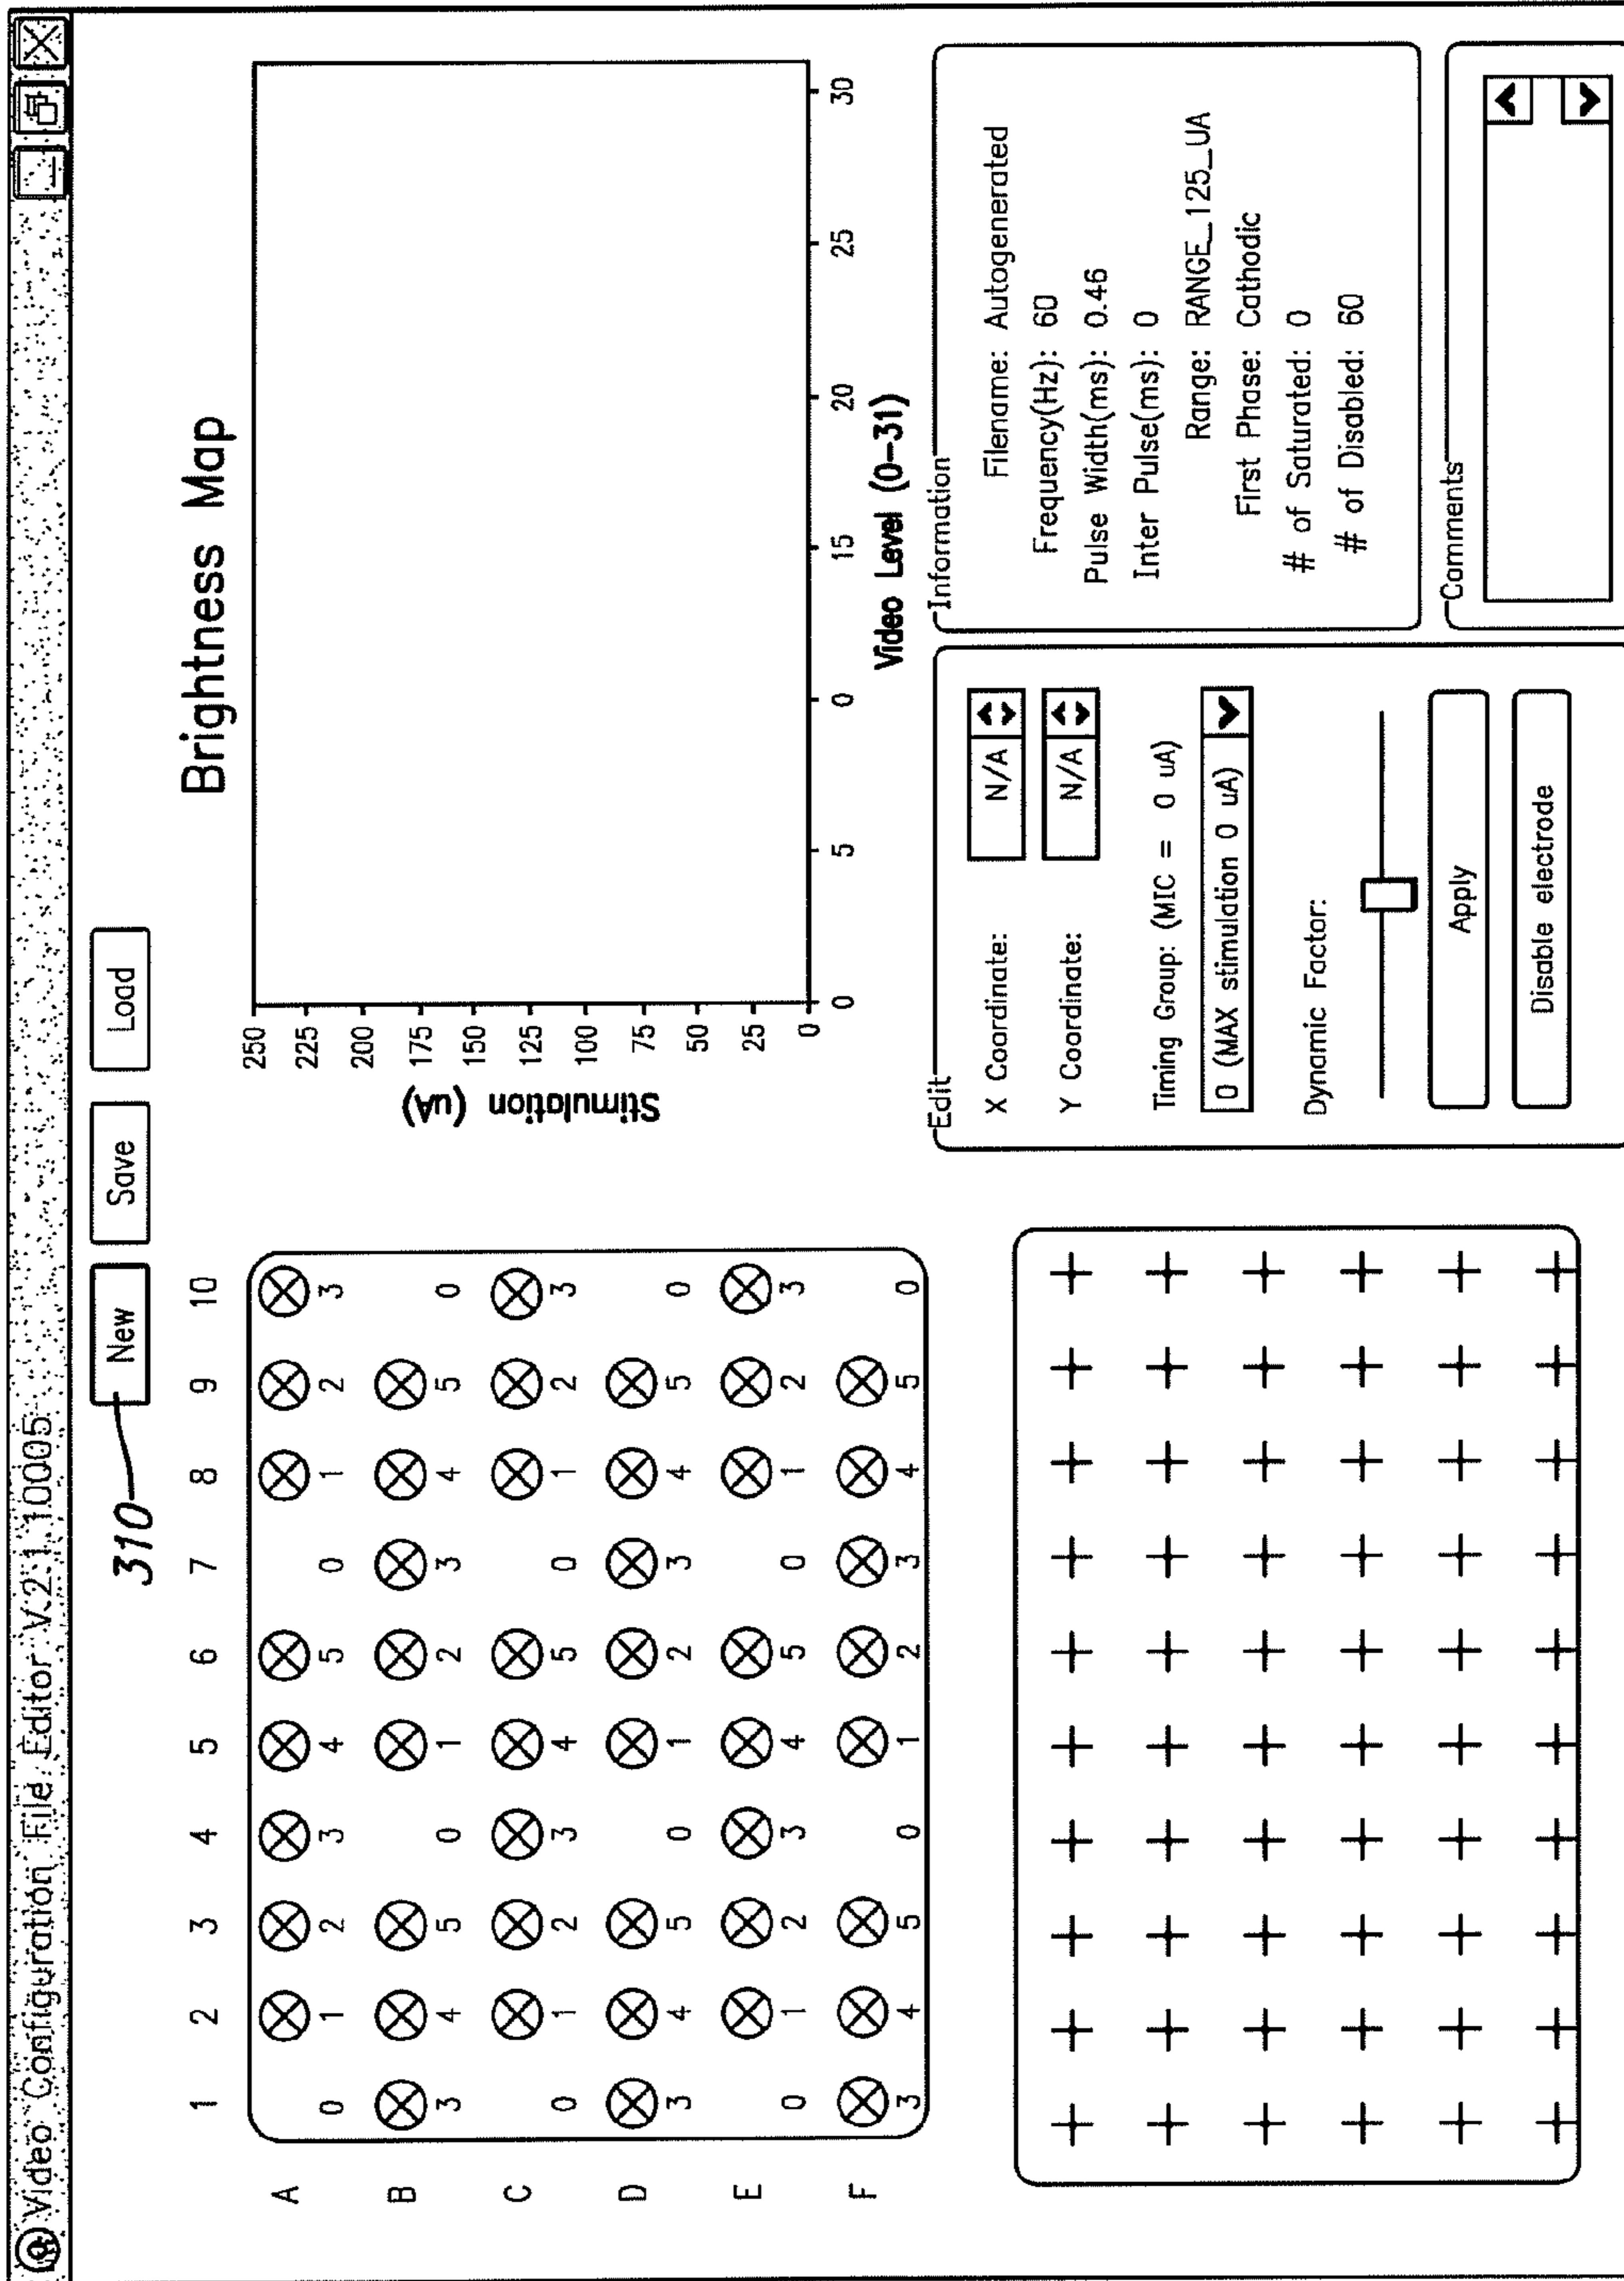 Video Configuration File Editor V.2.1.10005
310
New Save Load
1 2 3 4 5 6 7 8 9 10
A
0 1 2 3 4 5 0 1 2 3
B
3 4 5 0 1 2 3 4 5 0
C
0 1 2 3 4 5 0 1 2 3
D
3 4 5 0 1 2 3 4 5 0
E
0 1 2 3 4 5 0 1 2 3
F
3 4 5 0 1 2 3 4 5 0
Brightness Map
250
225
200
175
150
125
100
75
50
25
0
Stimulation (uA)
0 5 0 15 20 25 30
Video Level (0-31)
Edit
X Coordinate: N/A
Y Coordinate: N/A
Timing Group: (MIC = 0 uA)
0 (MAX stimulation 0 uA)
Dynamic Factor:
Apply
Disable electrode
Information
Filename: Autogenerated
Frequency(Hz): 60
Pulse Width(ms): 0.46
Inter Pulse(ms): 0
Range: RANGE_125_UA
First Phase: Cathodic
# of Saturated: 0
# of Disabled: 60
Comments